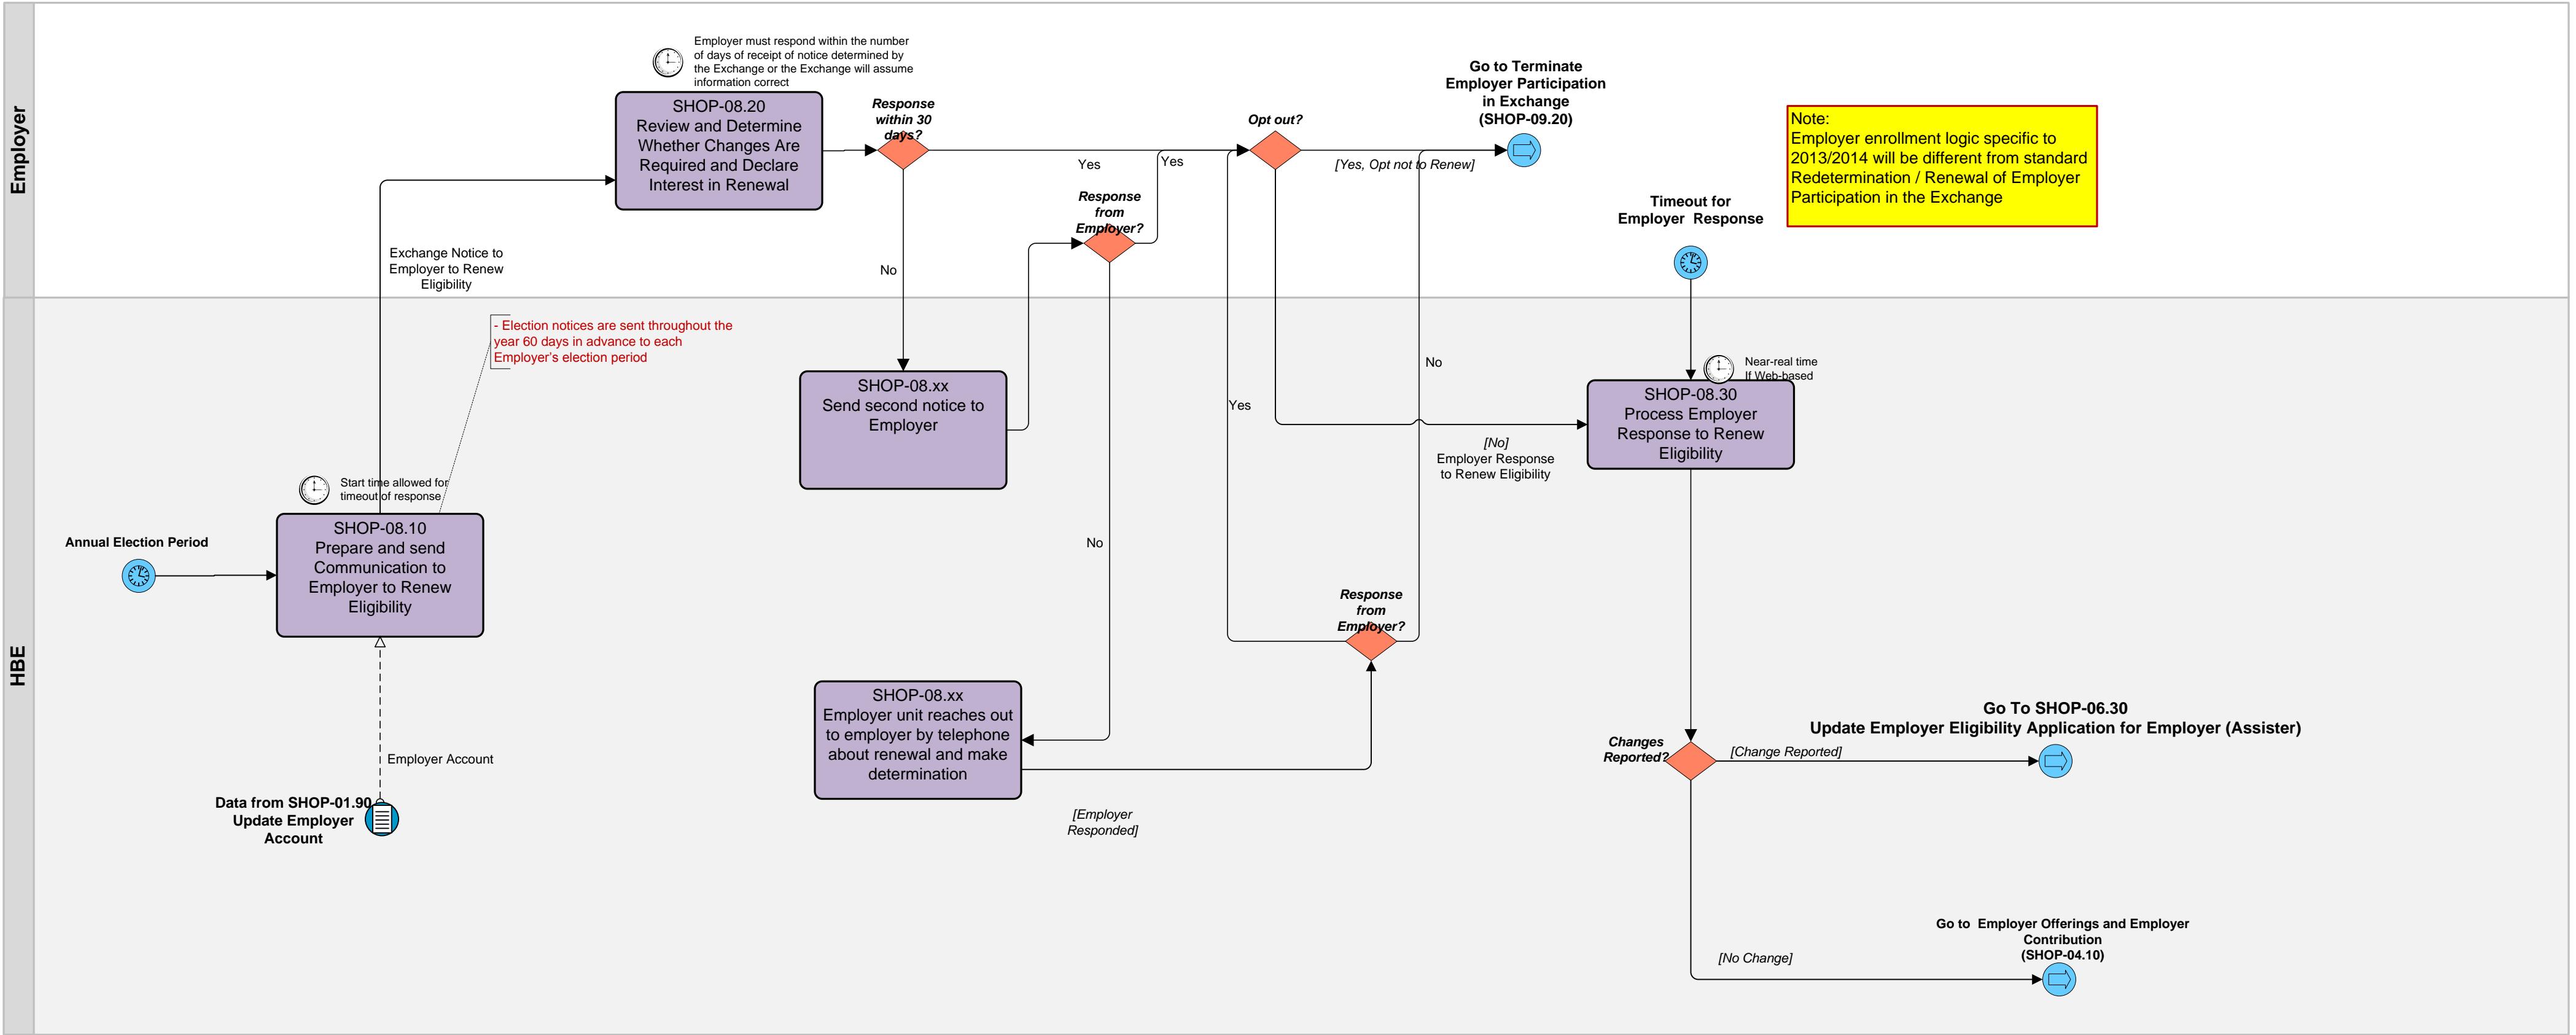 Employer
Employer must respond within the number
of days of receipt of notice determined by
the Exchange or the Exchange will assume
information correct
SHOP-08.20
Review and Determine
Whether Changes Are
Required and Declare
Interest in Renewal
Response
within 30
days?
Yes
No
Response
from
Employer?
Yes
Opt out?
[Yes, Opt not to Renew]
Go to Terminate
Employer Participation
in Exchange
(SHOP-09.20)
Timeout for
Employer Response
Note:
Employer enrollment logic specific to
2013/2014 will be different from standard
Redetermination / Renewal of Employer
Participation in the Exchange
Exchange Notice to
Employer to Renew
Eligibility
HBE
- Election notices are sent throughout the
year 60 days in advance to each
Employer's election period
SHOP-08.xx
Send second notice to
Employer
No
Yes
Near-real time
If Web-based
SHOP-08.30
Process Employer
Response to Renew
Eligibility
[No]
Employer Response
to Renew Eligibility
Start time allowed for
timeout of response
Annual Election Period
SHOP-08.10
Prepare and send
Communication to
Employer to Renew
Eligibility
No
Response
from
Employer?
SHOP-08.xx
Employer unit reaches out
to employer by telephone
about renewal and make
determination
[Employer
Responded]
Employer Account
Data from SHOP-01.90
Update Employer
Account
Changes
Reported?
[Change Reported]
Go To SHOP-06.30
Update Employer Eligibility Application for Employer (Assister)
[No Change]
Go to Employer Offerings and Employer
Contribution
(SHOP-04.10)